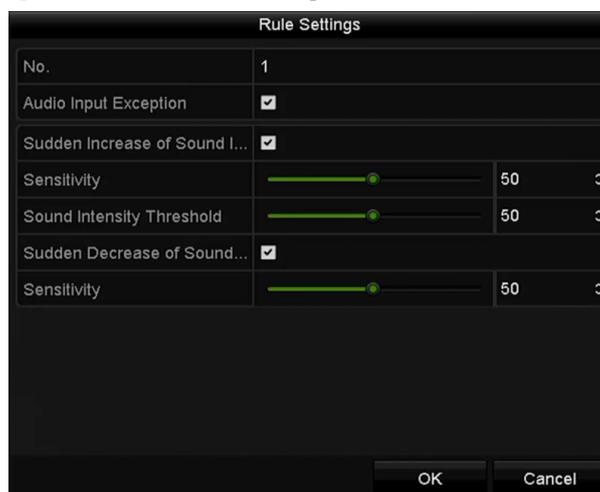 Rule Settings
No. 1
Audio Input Exception
Sudden Increase of Sound I...
Sensitivity 50
Sound Intensity Threshold 50
Sudden Decrease of Sound...
Sensitivity 50
OK Cancel